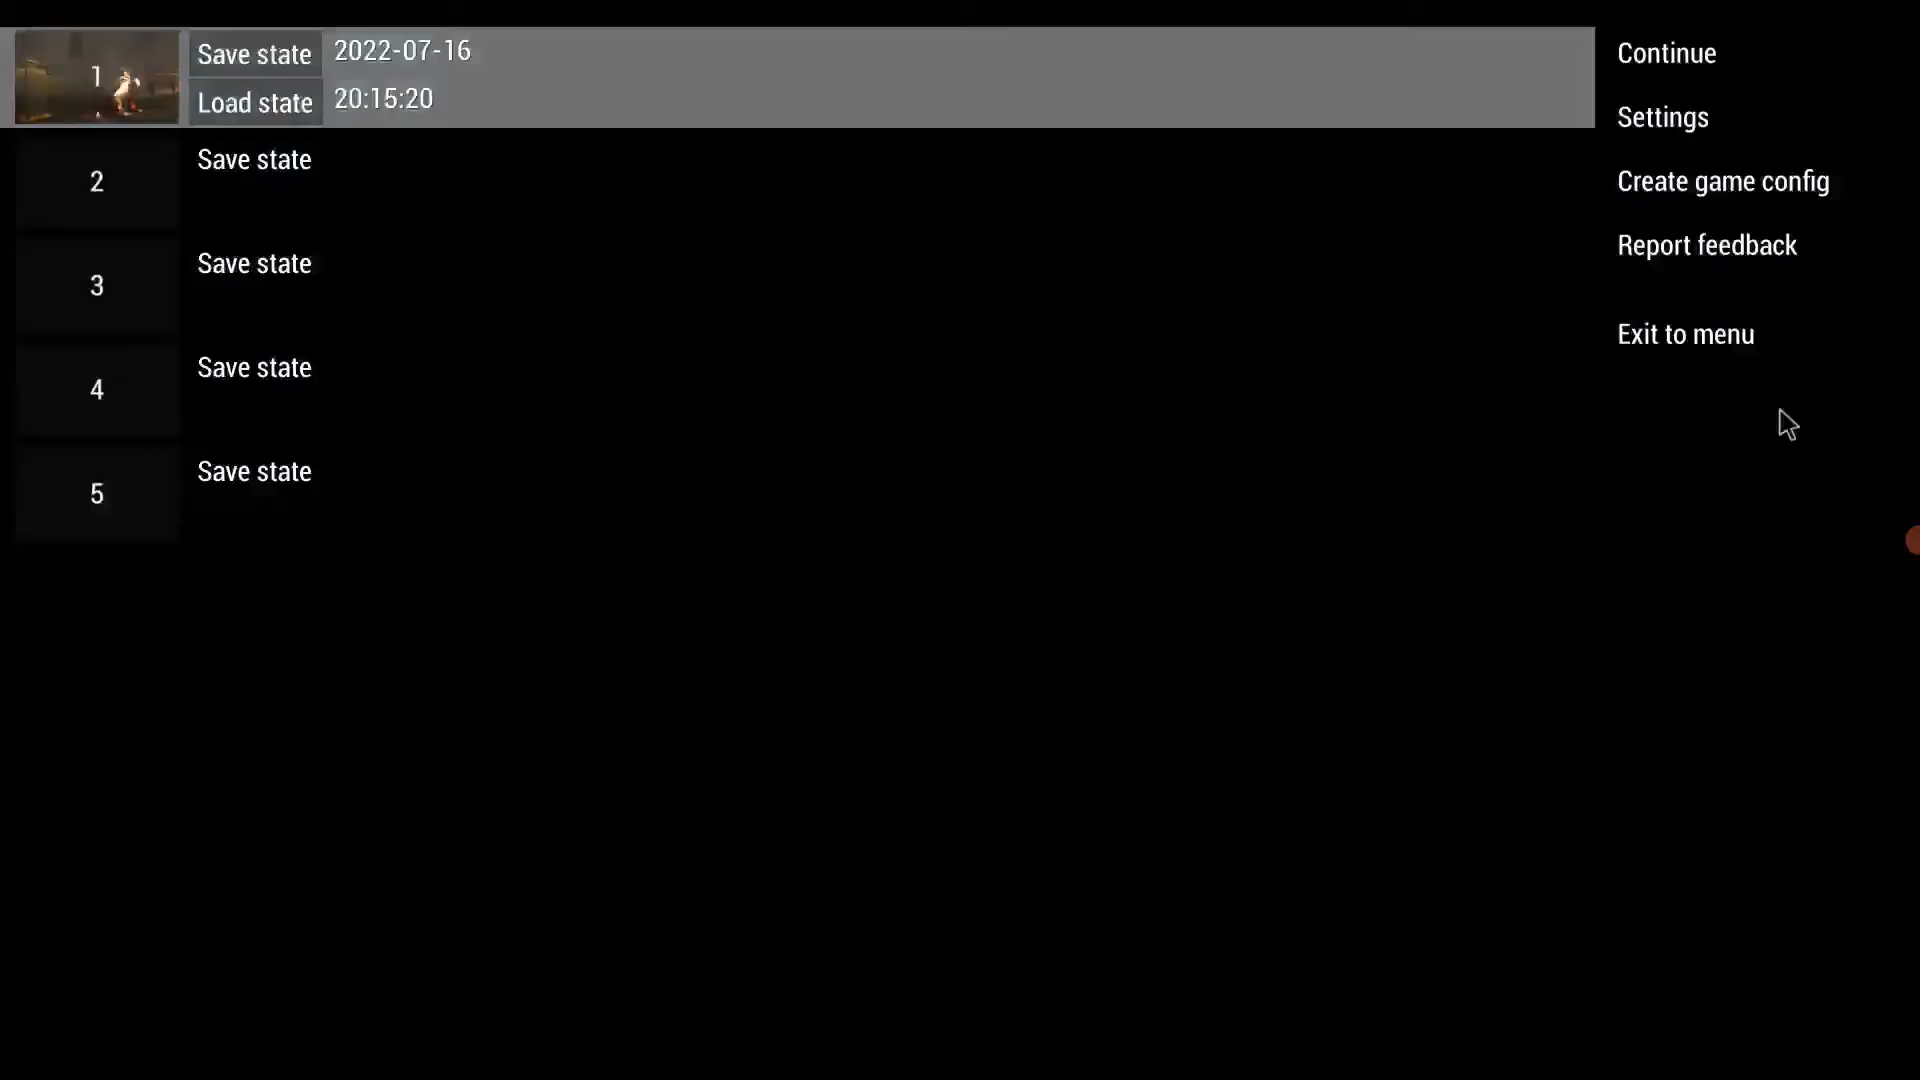 1
Save state
2022-07-16
Load state
20:15:20
2
Save state
3
Save state
4
Save state
5
Save state
Continue
Settings
Create game config
Report feedback
Exit to menu